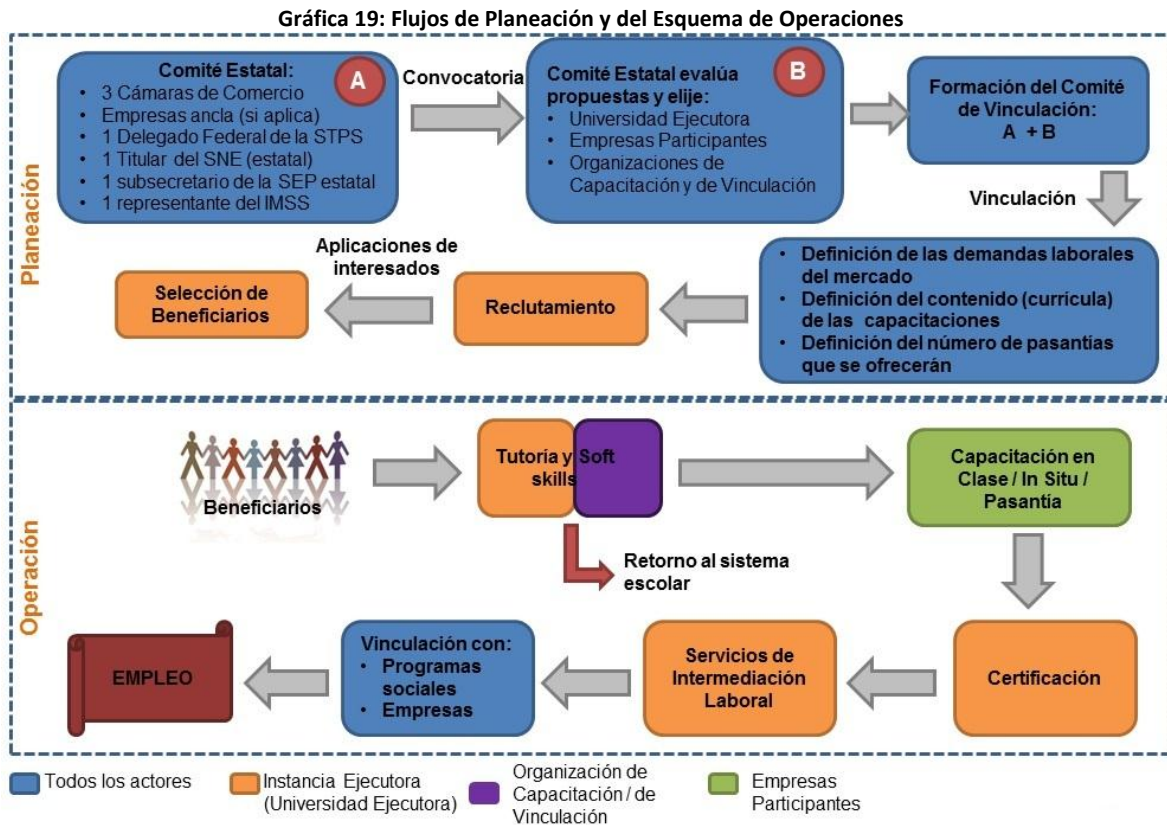 Gráfica 19: Flujos de Planeación y del Esquema de Operaciones
Planeación
Comité Estatal:
• 3 Cámaras de Comercio
• Empresas ancla (si aplica)
• 1 Delegado Federal de la STPS
• 1 Titular del SNE (estatal)
• 1 subsecretario de la SEP estatal
• 1 representante del IMSS
A
Convocatoria
Comité Estatal evalúa
propuestas y elije:
• Universidad Ejecutora
• Empresas Participantes
• Organizaciones de
Capacitación y de Vinculación
B
Formación del Comité
de Vinculación:
A + B
Vinculación
• Definición de las demandas laborales
del mercado
• Definición del contenido (currícula)
de las capacitaciones
• Definición del número de pasantías
que se ofrecerán
Reclutamiento
Aplicaciones de
interesados
Selección de
Beneficiarios
Operación
Beneficiarios
Tutoría y Soft
skills
Retorno al sistema
escolar
Capacitación en
Clase / In Situ /
Pasantía
Certificación
Servicios de
Intermediación
Laboral
Vinculación con:
• Programas
sociales
• Empresas
EMPLEO
Todos los actores
Instancia Ejecutora
(Universidad Ejecutora)
Organización de
Capacitación / de
Vinculación
Empresas
Participantes